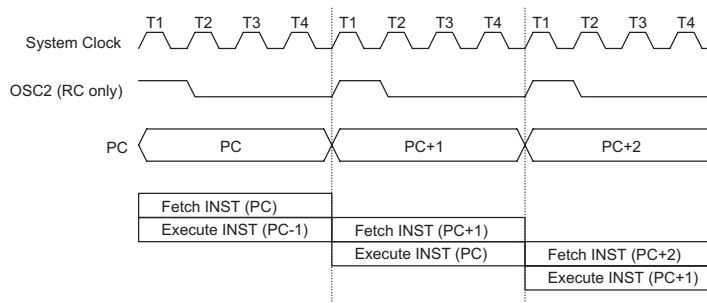 T1 T2 T3 T4 T1 T2 T3 T4 T1 T2 T3 T4
System Clock
OSC2 (RC only)
PC PC PC+1 PC+2
Fetch INST (PC)
Execute INST (PC-1) Fetch INST (PC+1)
Execute INST (PC) Fetch INST (PC+2)
Execute INST (PC+1)